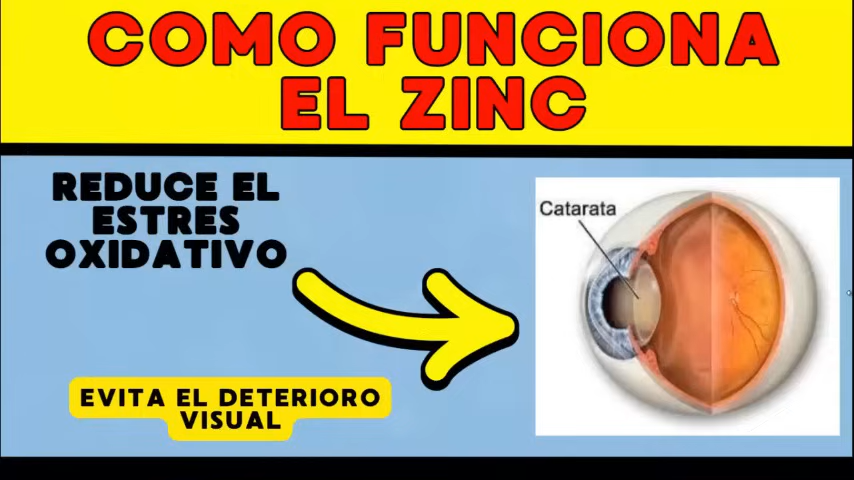 COMO FUNCIONA
EL ZINC
REDUCE EL
ESTRES
OXIDATIVO
Catarata
EVITA EL DETERIORO
VISUAL